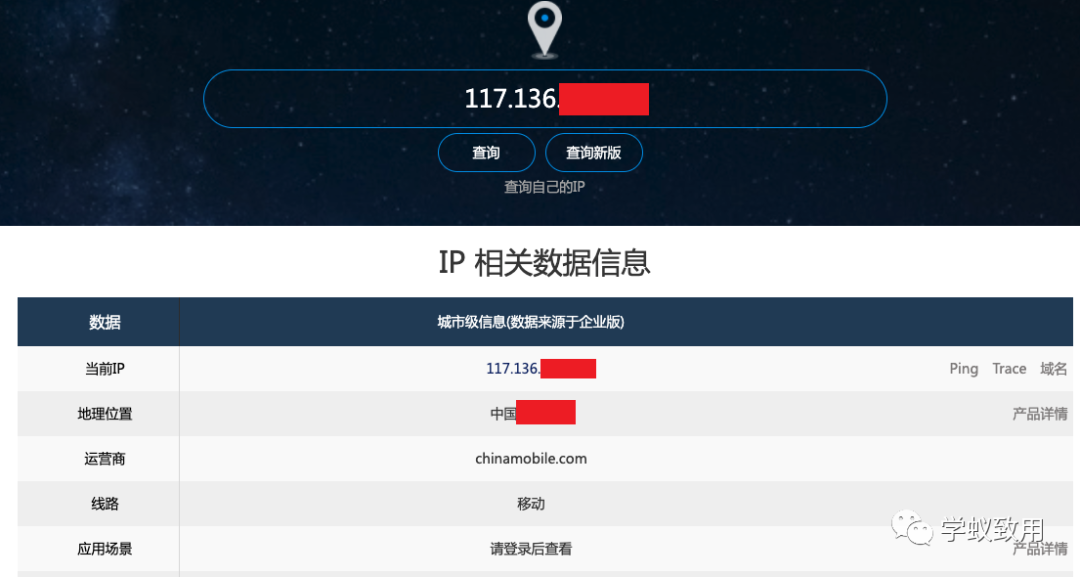 117.136.
查询 查询新版
查询自己的IP
IP 相关数据信息
数据 城市级信息(数据来源于企业版)
当前IP 117.136. Ping Trace 域名
地理位置 中国 产品详情
运营商 chinamobile.com
线路 移动
学蚁致用
应用场景 请登录后查看 产品详情